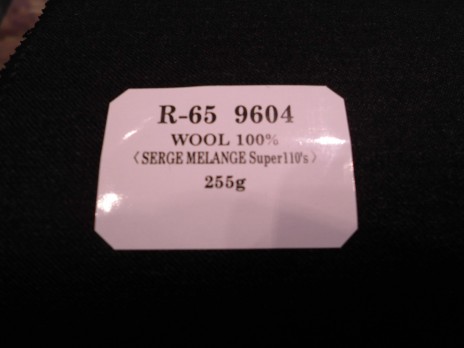 R-65 9604
WOOL 100%
〈SERGE MELANGE Super110's〉
255g